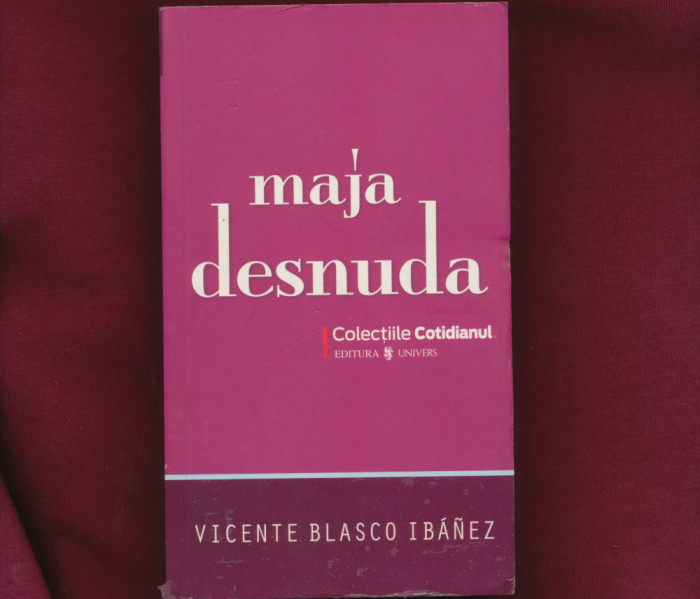 maja
desnuda
Colecțiile Cotidianul.
EDITURA UNIVERS
VICENTE BLASCO IBÁÑEZ